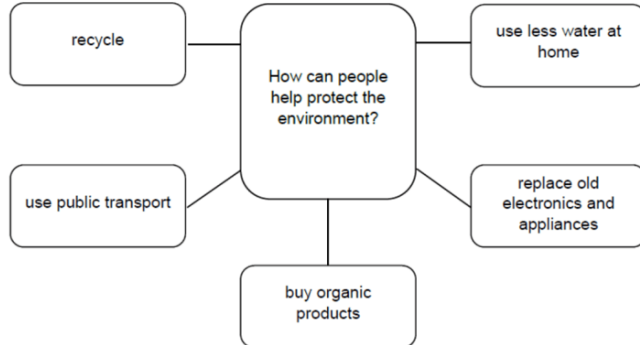 recycle
How can people
help protect the
environment?
use less water at
home
use public transport
replace old
electronics and
appliances
buy organic
products